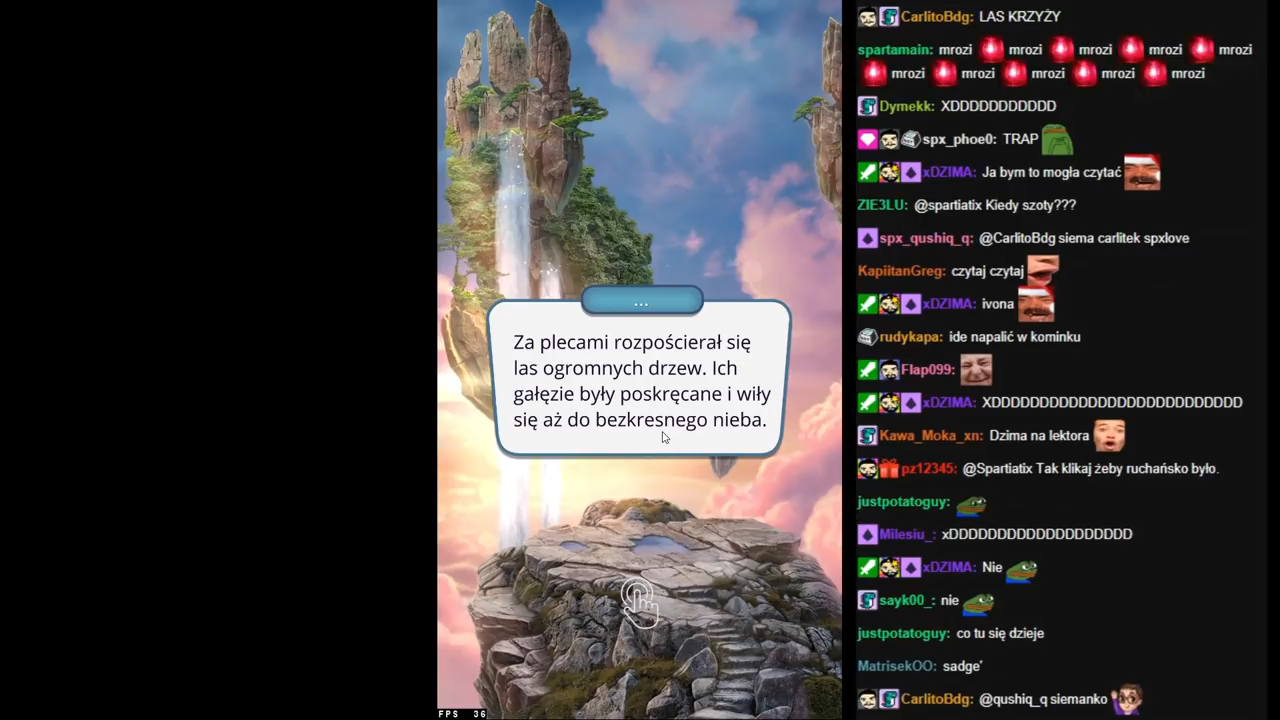 ...
Za plecami rozpościerał się
las ogromnych drzew. Ich
gałęzie były poskręcane i wiły
się aż do bezkresnego nieba.
FPS 36
CarlitoBdg: LAS KRZYŻY
spartamain: mrozi mrozi mrozi mrozi mrozi
mrozi mrozi mrozi mrozi mrozi
Dymekk: XDDDDDDDDDDD
spx_phoe0: TRAP
xDZIMA: Ja bym to mogła czytać
ZIE3LU: @spartiatix Kiedy szoty???
spx_qushiq_q: @CarlitoBdg siema carlitek spxlove
KapiitanGreg: czytaj czytaj
xDZIMA: ivona
rudykapa: ide napalić w kominku
Flap099:
xDZIMA: XDDDDDDDDDDDDDDDDDDDDDDDDDD
Kawa_Moka_xn: Dzima na lektora
pz12345: @Spartiatix Tak klikaj żeby ruchańsko było.
justpotatoguy:
Milesiu_: xDDDDDDDDDDDDDDDDDDD
xDZIMA: Nie
sayk00_: nie
justpotatoguy: co tu się dzieje
MatrisekOO: sadge'
CarlitoBdg: @qushiq_q siemanko